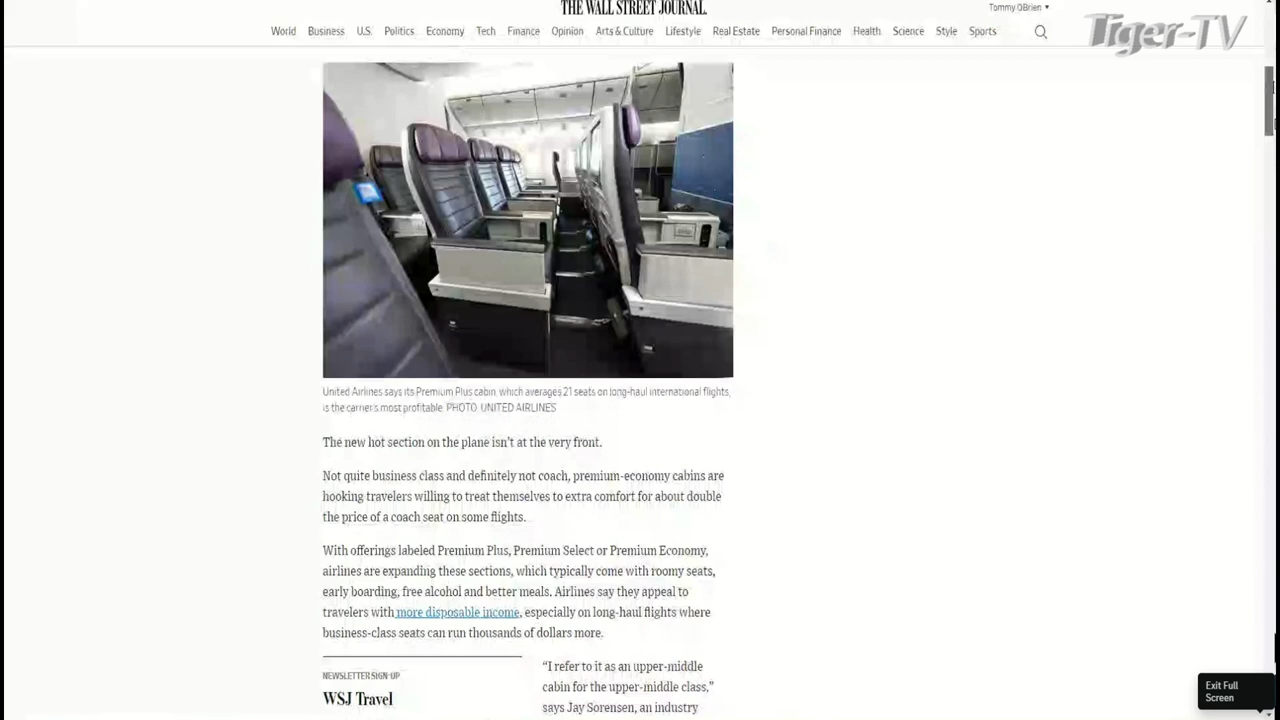 THE WALL STREET JOURNAL.
Tommy O'Brien
Tiger-TV
World Business U.S. Politics Economy Tech Finance Opinion Arts & Culture Lifestyle Real Estate Personal Finance Health Science Style Sports
United Airlines says its Premium Plus cabin, which averages 21 seats on long-haul international flights,
is the carrier's most profitable. PHOTO: UNITED AIRLINES
The new hot section on the plane isn't at the very front.
Not quite business class and definitely not coach, premium-economy cabins are
hooking travelers willing to treat themselves to extra comfort for about double
the price of a coach seat on some flights.
With offerings labeled Premium Plus, Premium Select or Premium Economy,
airlines are expanding these sections, which typically come with roomy seats,
early boarding, free alcohol and better meals. Airlines say they appeal to
travelers with more disposable income, especially on long-haul flights where
business-class seats can run thousands of dollars more.
NEWSLETTER SIGN-UP
WSJ Travel
“I refer to it as an upper-middle
cabin for the upper-middle class,”
says Jay Sorensen, an industry
Exit Full
Screen